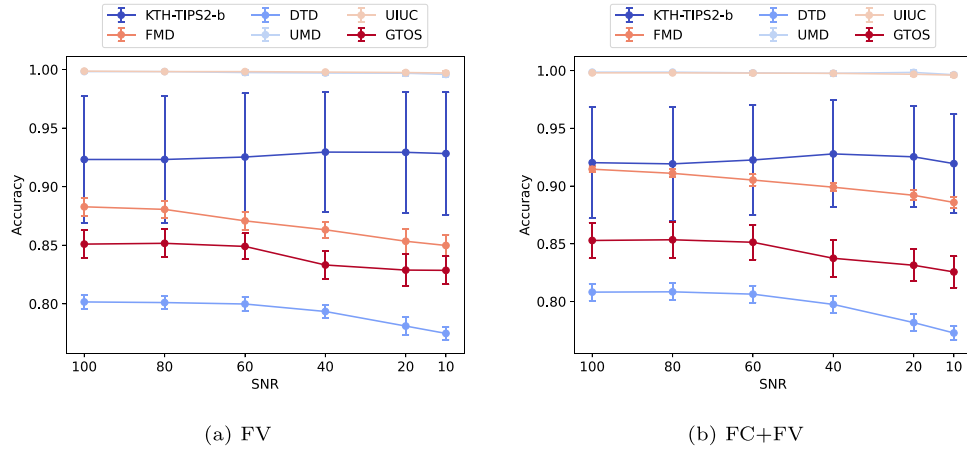 KTH-TIPS2-b DTD UIUC
FMD UMD GTOS
1.00
0.95
0.90
0.85
0.80
Accuracy
100 80 60 40 20 10
SNR
(a) FV
KTH-TIPS2-b DTD UIUC
FMD UMD GTOS
1.00
0.95
0.90
0.85
0.80
Accuracy
100 80 60 40 20 10
SNR
(b) FC+FV